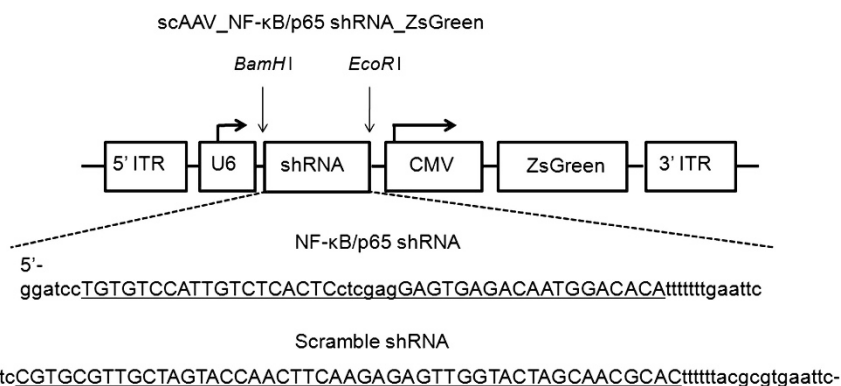 scAAV_NF-κB/p65 shRNA_ZsGreen
BamH I EcoR I
5' ITR U6 shRNA CMV ZsGreen 3' ITR
NF-κB/p65 shRNA
5'-
ggatccTGTGTCCATTGTCTCACTCctcgagGAGTGAGACAATGGACACAtttttttgaattc
Scramble shRNA
tcCGTGCGTTGCTAGTACCAACTTCAAGAGAGTTGGTACTAGCAACGCACttttttacgcgtgaattc-